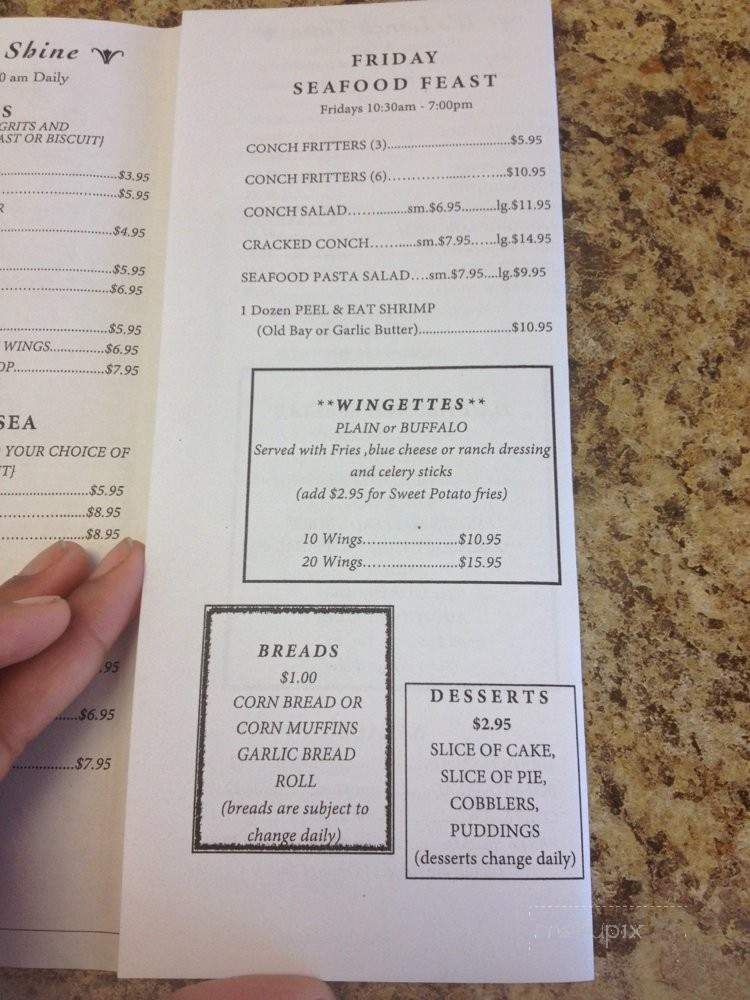 Shine
0 am Daily
S
GRITS AND
AST OR BISCUIT}
...$3.95
...$5.95
R
...$4.95
...$5.95
...$6.95
...$5.95
WINGS...$6.95
OP...$7.95
SEA
YOUR CHOICE OF
T}
...$5.95
...$8.95
...$8.95
.95
...$6.95
...$7.95
FRIDAY
SEAFOOD FEAST
Fridays 10:30am - 7:00pm
CONCH FRITTERS (3)...$5.95
CONCH FRITTERS (6)...$10.95
CONCH SALAD...sm.$6.95...lg.$11.95
CRACKED CONCH...sm.$7.95...lg.$14.95
SEAFOOD PASTA SALAD...sm.$7.95...lg.$9.95
1 Dozen PEEL & EAT SHRIMP
(Old Bay or Garlic Butter)...$10.95
**WINGETTES**
PLAIN or BUFFALO
Served with Fries ,blue cheese or ranch dressing
and celery sticks
(add $2.95 for Sweet Potato fries)
10 Wings...$10.95
20 Wings...$15.95
BREADS
$1.00
CORN BREAD OR
CORN MUFFINS
GARLIC BREAD
ROLL
(breads are subject to
change daily)
DESSERTS
$2.95
SLICE OF CAKE,
SLICE OF PIE,
COBBLERS,
PUDDINGS
(desserts change daily)